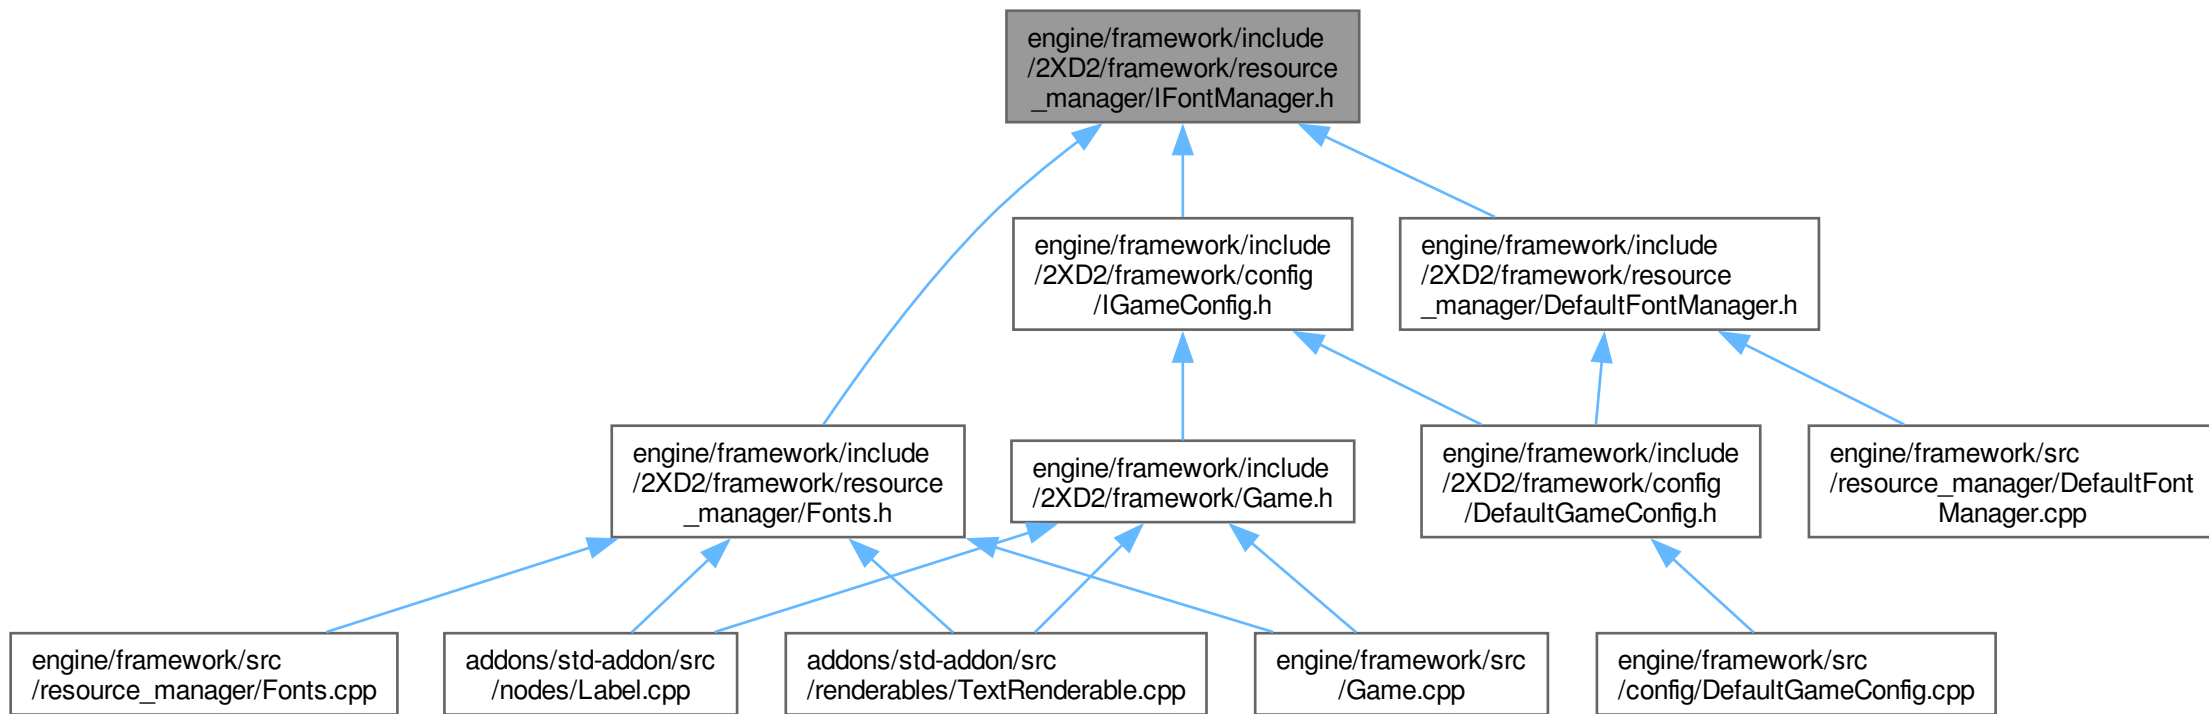 engine/framework/include
/2XD2/framework/resource
_manager/IFontManager.h
engine/framework/include
/2XD2/framework/config
/IGameConfig.h
engine/framework/include
/2XD2/framework/resource
_manager/DefaultFontManager.h
engine/framework/include
/2XD2/framework/resource
_manager/Fonts.h
engine/framework/include
/2XD2/framework/Game.h
engine/framework/include
/2XD2/framework/config
/DefaultGameConfig.h
engine/framework/src
/resource_manager/DefaultFont
Manager.cpp
engine/framework/src
/resource_manager/Fonts.cpp
addons/std-addon/src
/nodes/Label.cpp
addons/std-addon/src
/renderables/TextRenderable.cpp
engine/framework/src
/Game.cpp
engine/framework/src
/config/DefaultGameConfig.cpp